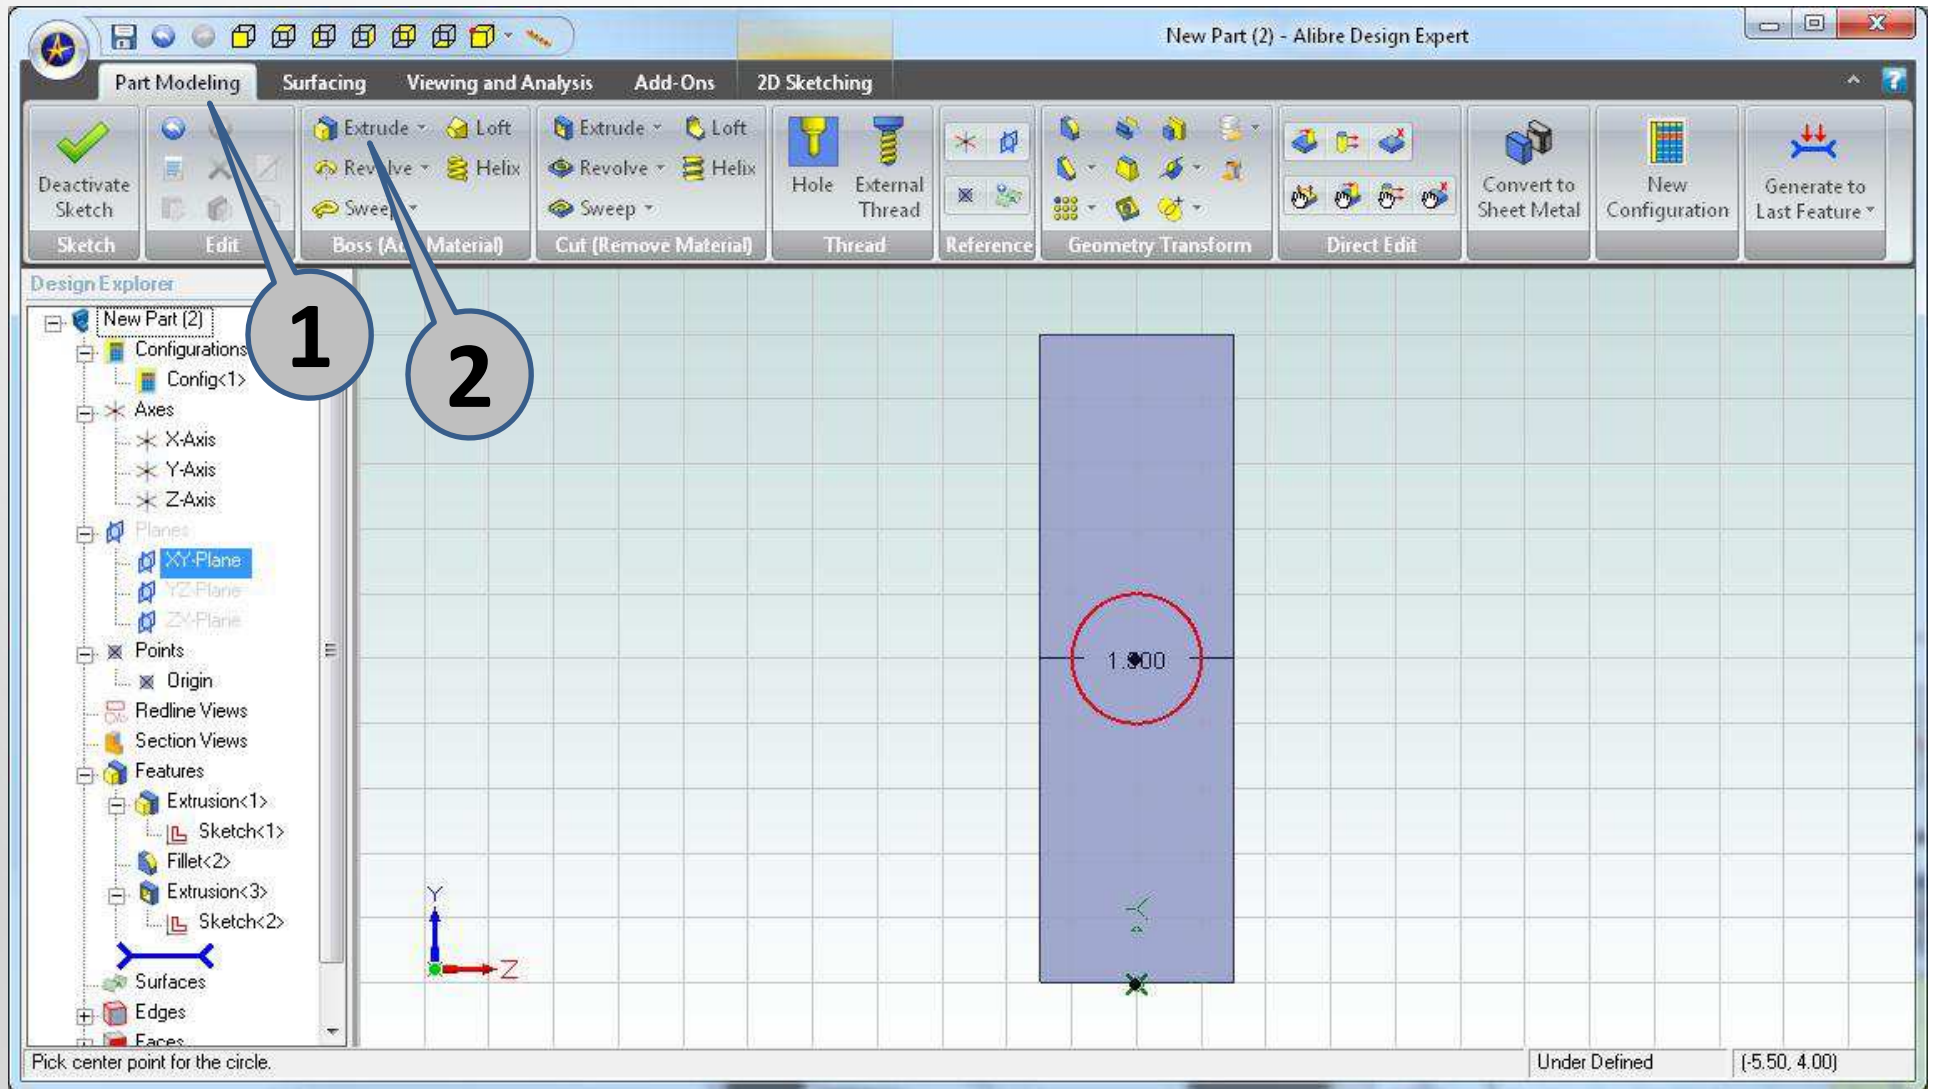 New Part (2) - Alibre Design Expert
Part Modeling Surfacing Viewing and Analysis Add-Ons 2D Sketching
Extrude Loft Extrude Loft
Revolve Helix Revolve Helix
Sweep Sweep
Deactivate Sketch
Hole External Thread
Convert to Sheet Metal
New Configuration
Generate to Last Feature
Sketch Edit Boss (Add Material) Cut (Remove Material) Thread Reference Geometry Transform Direct Edit
Design Explorer
1
2
New Part (2)
Configurations
Config<1>
Axes
X-Axis
Y-Axis
Z-Axis
Planes
XY-Plane
YZ-Plane
ZX-Plane
Points
Origin
Redline Views
Section Views
Features
Extrusion<1>
Sketch<1>
Fillet<2>
Extrusion<3>
Sketch<2>
Surfaces
Edges
Faces
Y
Z
Pick center point for the circle.
Under Defined
(-5.50, 4.00)